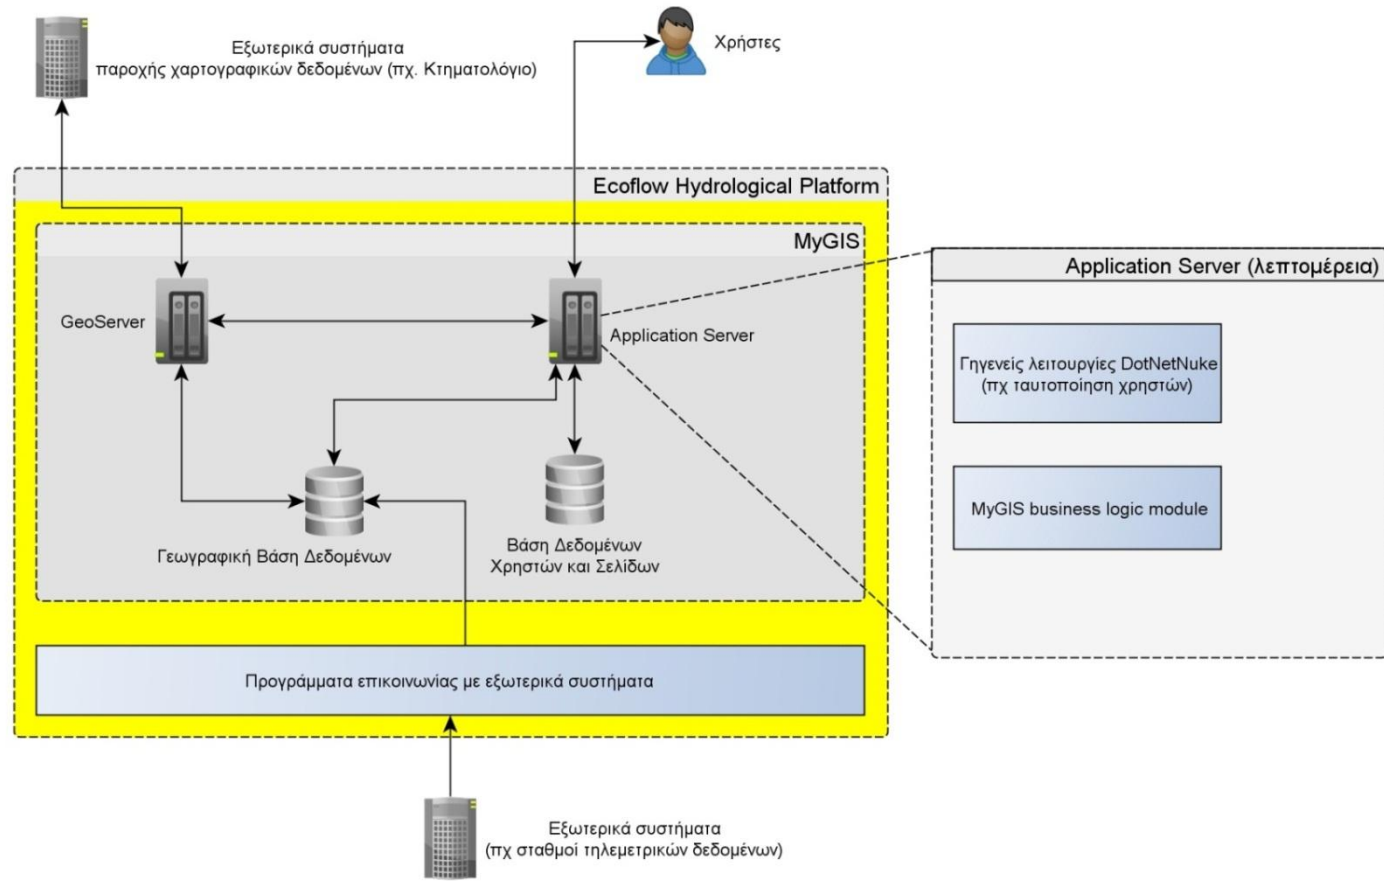 Εξωτερικά συστήματα
παροχής χαρτογραφικών δεδομένων (πχ. Κτηματολόγιο)
Χρήστες
Ecoflow Hydrological Platform
MyGIS
GeoServer
Application Server
Γεωγραφική Βάση Δεδομένων
Βάση Δεδομένων
Χρηστών και Σελίδων
Application Server (λεπτομέρεια)
Γηγενείς λειτουργίες DotNetNuke
(πχ ταυτοποίηση χρηστών)
MyGIS business logic module
Προγράμματα επικοινωνίας με εξωτερικά συστήματα
Εξωτερικά συστήματα
(πχ σταθμοί τηλεμετρικών δεδομένων)